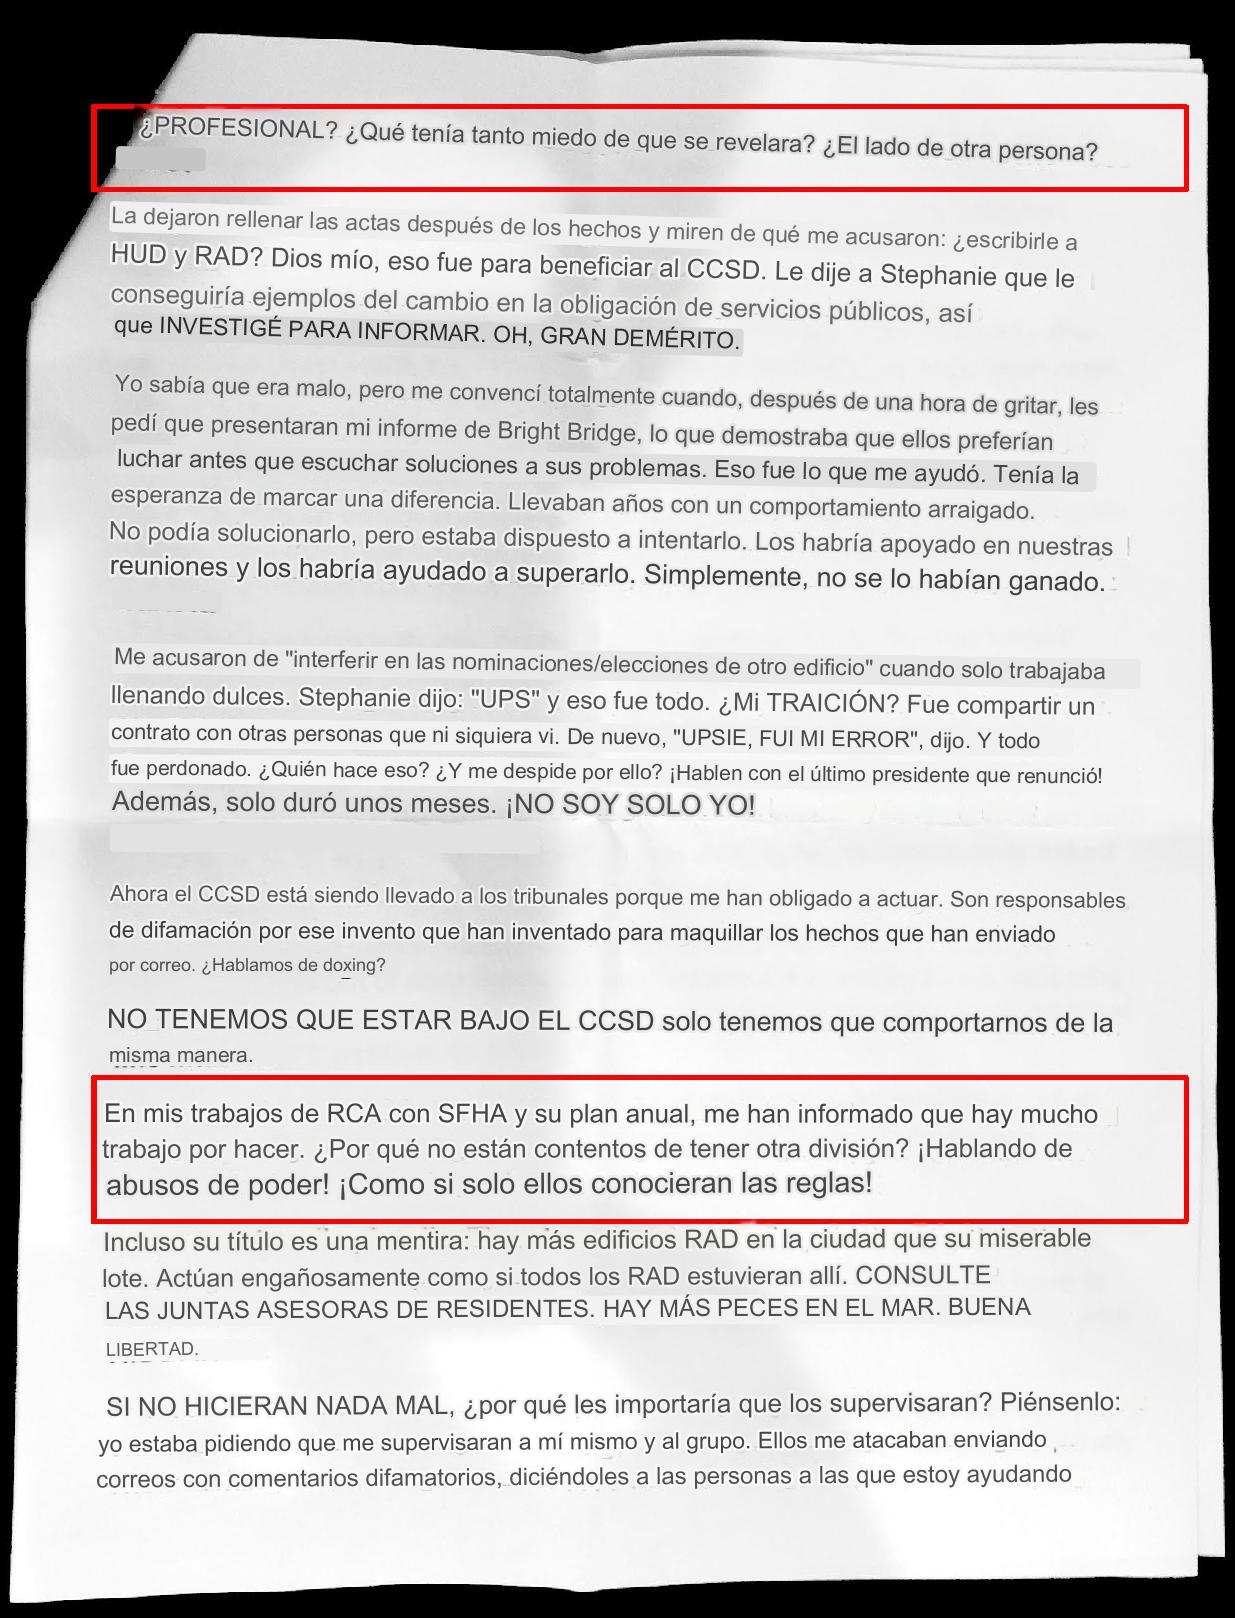 ¿PROFESIONAL? ¿Qué tenía tanto miedo de que se revelara? ¿El lado de otra persona?
La dejaron rellenar las actas después de los hechos y miren de qué me acusaron: ¿escribirle a
HUD y RAD? Dios mío, eso fue para beneficiar al CCSD. Le dije a Stephanie que le
conseguiría ejemplos del cambio en la obligación de servicios públicos, así
que INVESTIGÉ PARA INFORMAR. OH, GRAN DEMÉRITO.
Yo sabía que era malo, pero me convencí totalmente cuando, después de una hora de gritar, les
pedí que presentaran mi informe de Bright Bridge, lo que demostraba que ellos preferían
luchar antes que escuchar soluciones a sus problemas. Eso fue lo que me ayudó. Tenía la
esperanza de marcar una diferencia. Llevaban años con un comportamiento arraigado.
No podía solucionarlo, pero estaba dispuesto a intentarlo. Los habría apoyado en nuestras
reuniones y los habría ayudado a superarlo. Simplemente, no se lo habían ganado.
Me acusaron de "interferir en las nominaciones/elecciones de otro edificio" cuando solo trabajaba
llenando dulces. Stephanie dijo: "UPS" y eso fue todo. ¿Mi TRAICIÓN? Fue compartir un
contrato con otras personas que ni siquiera vi. De nuevo, "UPSIE, FUI MI ERROR", dijo. Y todo
fue perdonado. ¿Quién hace eso? ¿Y me despide por ello? ¡Hablen con el último presidente que renunció!
Además, solo duró unos meses. ¡NO SOY SOLO YO!
Ahora el CCSD está siendo llevado a los tribunales porque me han obligado a actuar. Son responsables
de difamación por ese invento que han inventado para maquillar los hechos que han enviado
por correo. ¿Hablamos de doxing?
NO TENEMOS QUE ESTAR BAJO EL CCSD solo tenemos que comportarnos de la
misma manera.
En mis trabajos de RCA con SFHA y su plan anual, me han informado que hay mucho
trabajo por hacer. ¿Por qué no están contentos de tener otra división? ¡Hablando de
abusos de poder! ¡Como si solo ellos conocieran las reglas!
Incluso su título es una mentira: hay más edificios RAD en la ciudad que su miserable
lote. Actúan engañosamente como si todos los RAD estuvieran allí. CONSULTE
LAS JUNTAS ASESORAS DE RESIDENTES. HAY MÁS PECES EN EL MAR. BUENA
LIBERTAD.
SI NO HICIERAN NADA MAL, ¿por qué les importaría que los supervisaran? Piénsenlo:
yo estaba pidiendo que me supervisaran a mí mismo y al grupo. Ellos me atacaban enviando
correos con comentarios difamatorios, diciéndoles a las personas a las que estoy ayudando